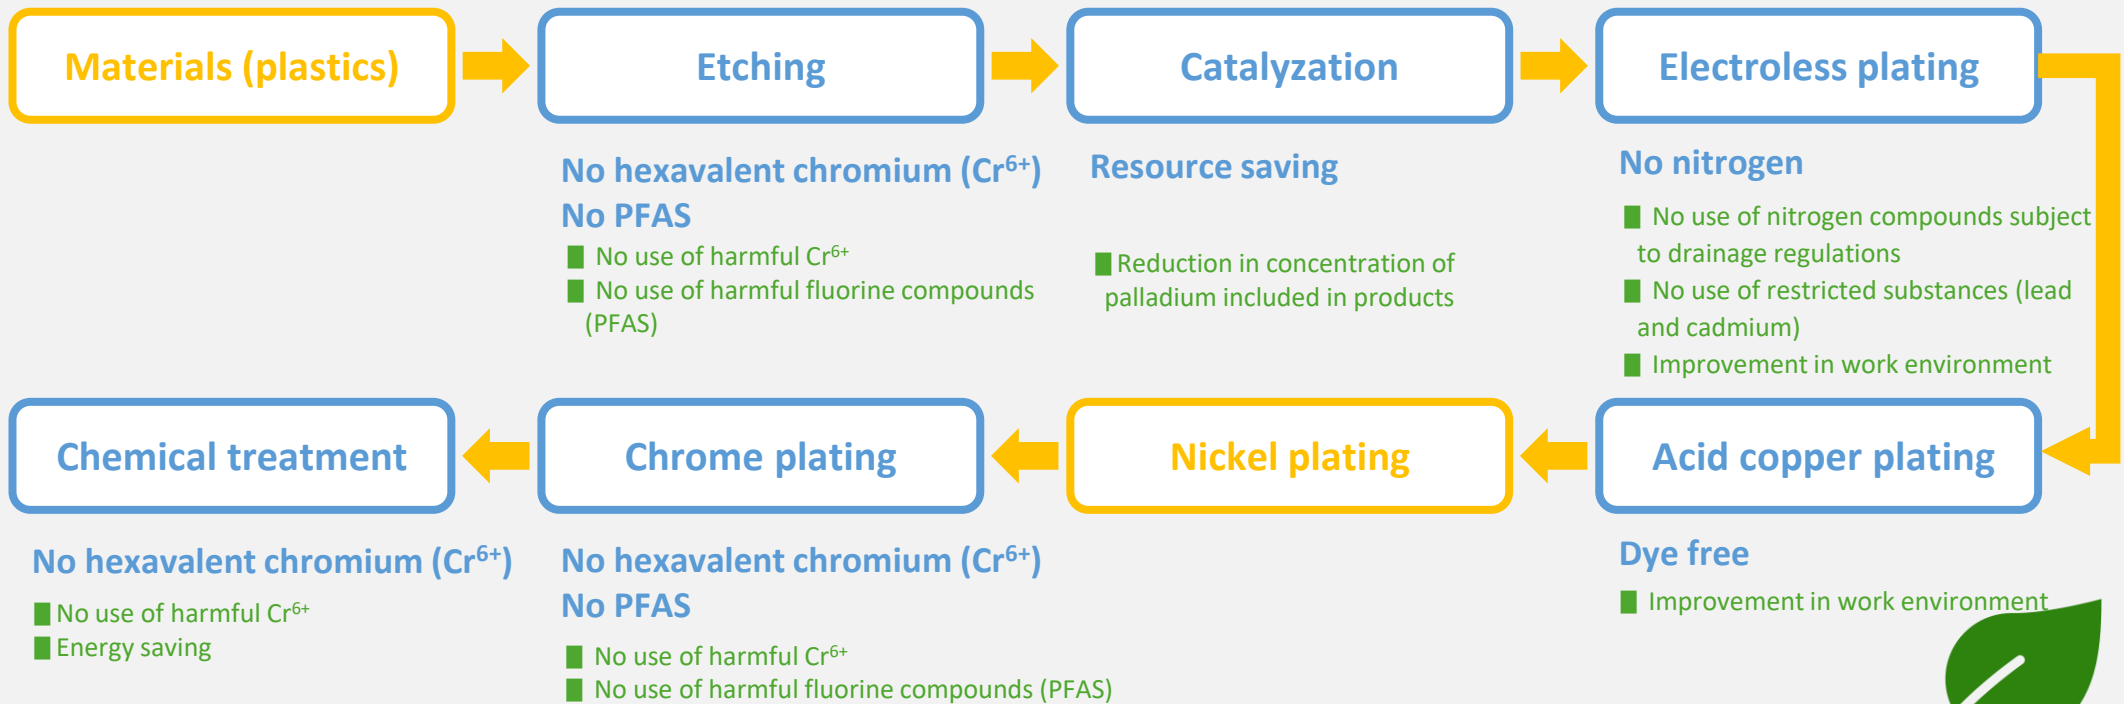 Materials (plastics)
Etching
Catalyzation
Electroless plating
No hexavalent chromium (Cr⁶⁺)
No PFAS
■ No use of harmful Cr⁶⁺
■ No use of harmful fluorine compounds
(PFAS)
Resource saving
■ Reduction in concentration of
palladium included in products
No nitrogen
■ No use of nitrogen compounds subject
to drainage regulations
■ No use of restricted substances (lead
and cadmium)
■ Improvement in work environment
Chemical treatment
Chrome plating
Nickel plating
Acid copper plating
No hexavalent chromium (Cr⁶⁺)
■ No use of harmful Cr⁶⁺
■ Energy saving
No hexavalent chromium (Cr⁶⁺)
No PFAS
■ No use of harmful Cr⁶⁺
■ No use of harmful fluorine compounds (PFAS)
Dye free
■ Improvement in work environment